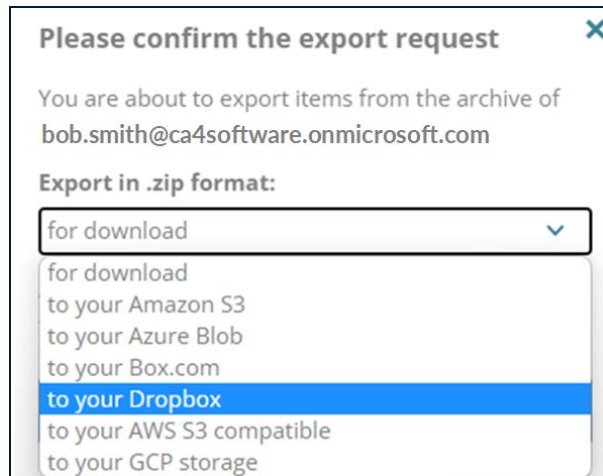 Please confirm the export request
You are about to export items from the archive of
bob.smith@ca4software.onmicrosoft.com
Export in .zip format:
for download
for download
to your Amazon S3
to your Azure Blob
to your Box.com
to your Dropbox
to your AWS S3 compatible
to your GCP storage